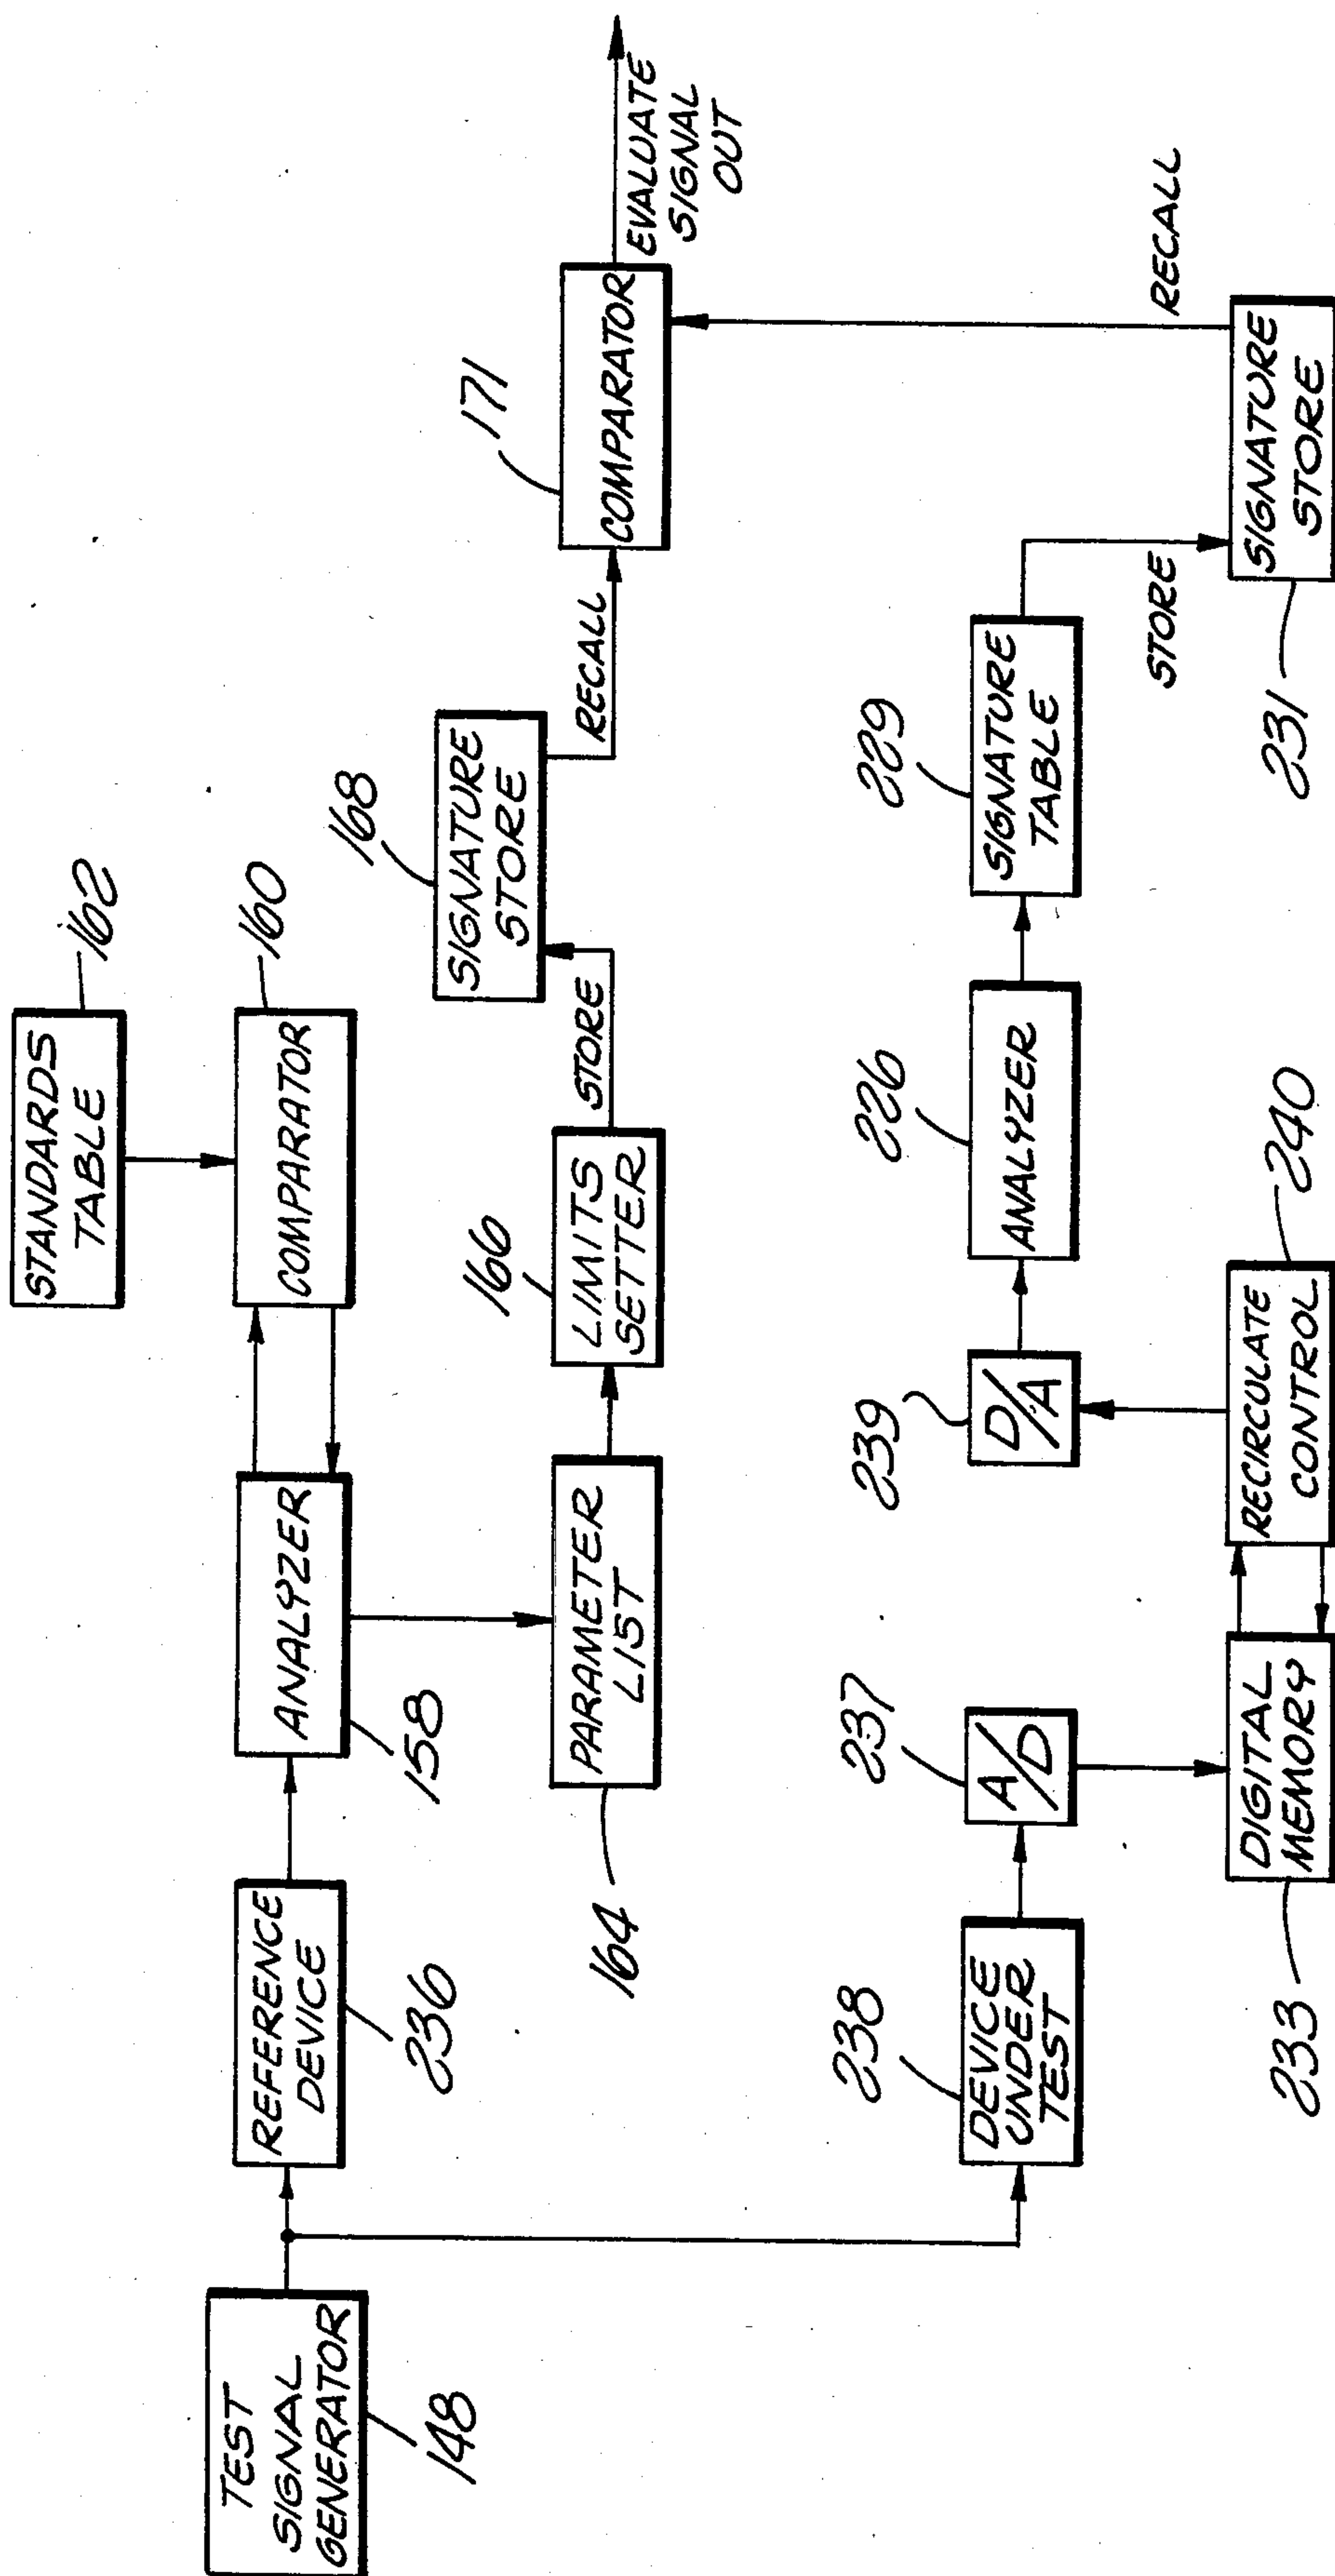 STANDARDS
TABLE
162
TEST
SIGNAL
GENERATOR
148
REFERENCE
DEVICE
236
ANALYZER
158
COMPARATOR
160
PARAMETER
LIST
164
LIMITS
SETTER
166
STORE
SIGNATURE
STORE
168
RECALL
COMPARATOR
171
EVALUATE
SIGNAL
OUT
DEVICE
UNDER
TEST
238
A/D
237
DIGITAL
MEMORY
233
RECIRCULATE
CONTROL
240
D/A
239
ANALYZER
226
SIGNATURE
TABLE
229
STORE
SIGNATURE
STORE
231
RECALL